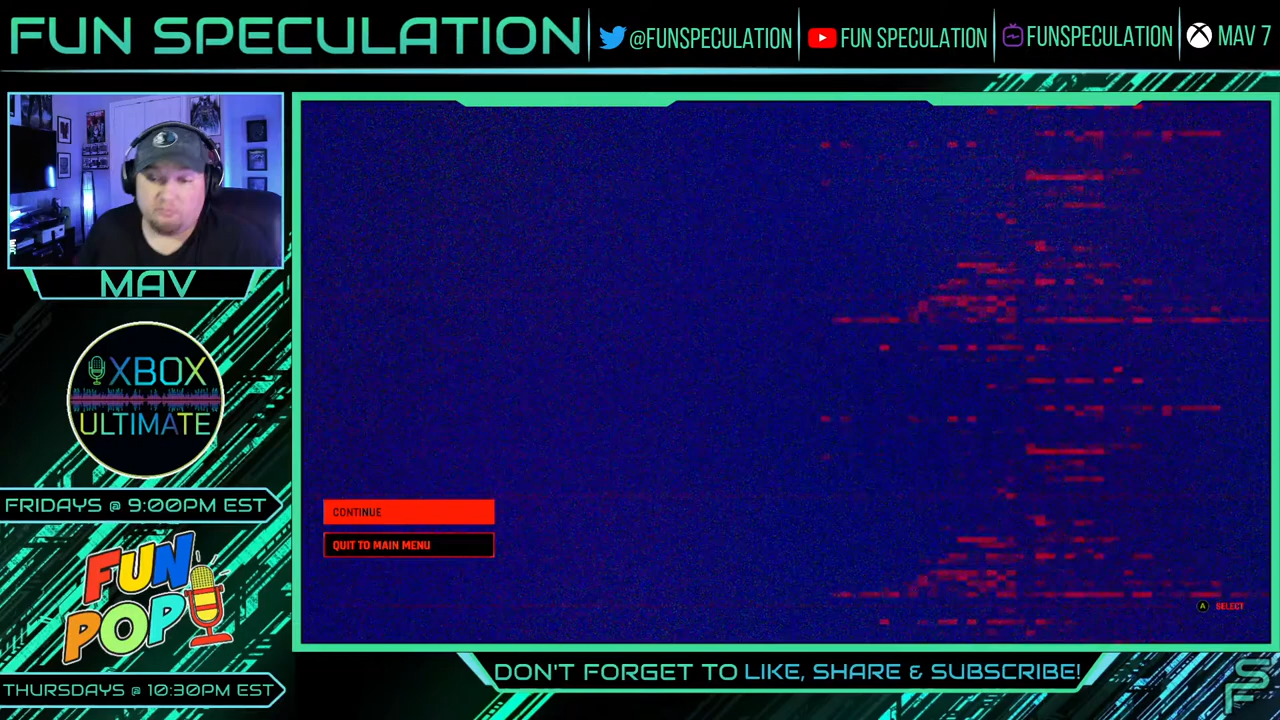 FUN SPECULATION
@FUNSPECULATION
FUN SPECULATION
FUNSPECULATION
MAV 7
MAV
XBOX
ULTIMATE
FRIDAYS @ 9:00PM EST
FUN
POP
THURSDAYS @ 10:30PM EST
CONTINUE
QUIT TO MAIN MENU
A SELECT
DON'T FORGET TO LIKE, SHARE & SUBSCRIBE!
SF